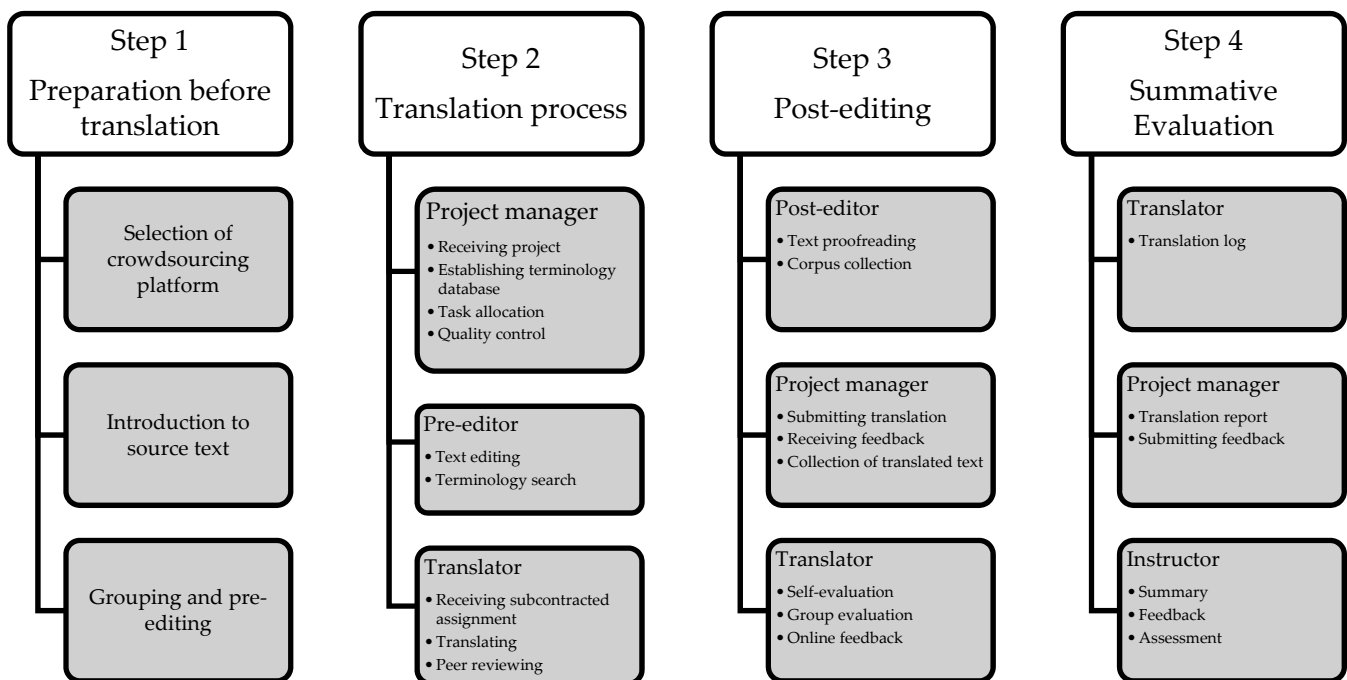 Step 1
Preparation before
translation
Selection of
crowdsourcing
platform
Introduction to
source text
Grouping and pre-
editing
Step 2
Translation process
Project manager
• Receiving project
• Establishing terminology
database
• Task allocation
• Quality control
Pre-editor
• Text editing
• Terminology search
Translator
• Receiving subcontracted
assignment
• Translating
• Peer reviewing
Step 3
Post-editing
Post-editor
• Text proofreading
• Corpus collection
Project manager
• Submitting translation
• Receiving feedback
• Collection of translated text
Translator
• Self-evaluation
• Group evaluation
• Online feedback
Step 4
Summative
Evaluation
Translator
• Translation log
Project manager
• Translation report
• Submitting feedback
Instructor
• Summary
• Feedback
• Assessment